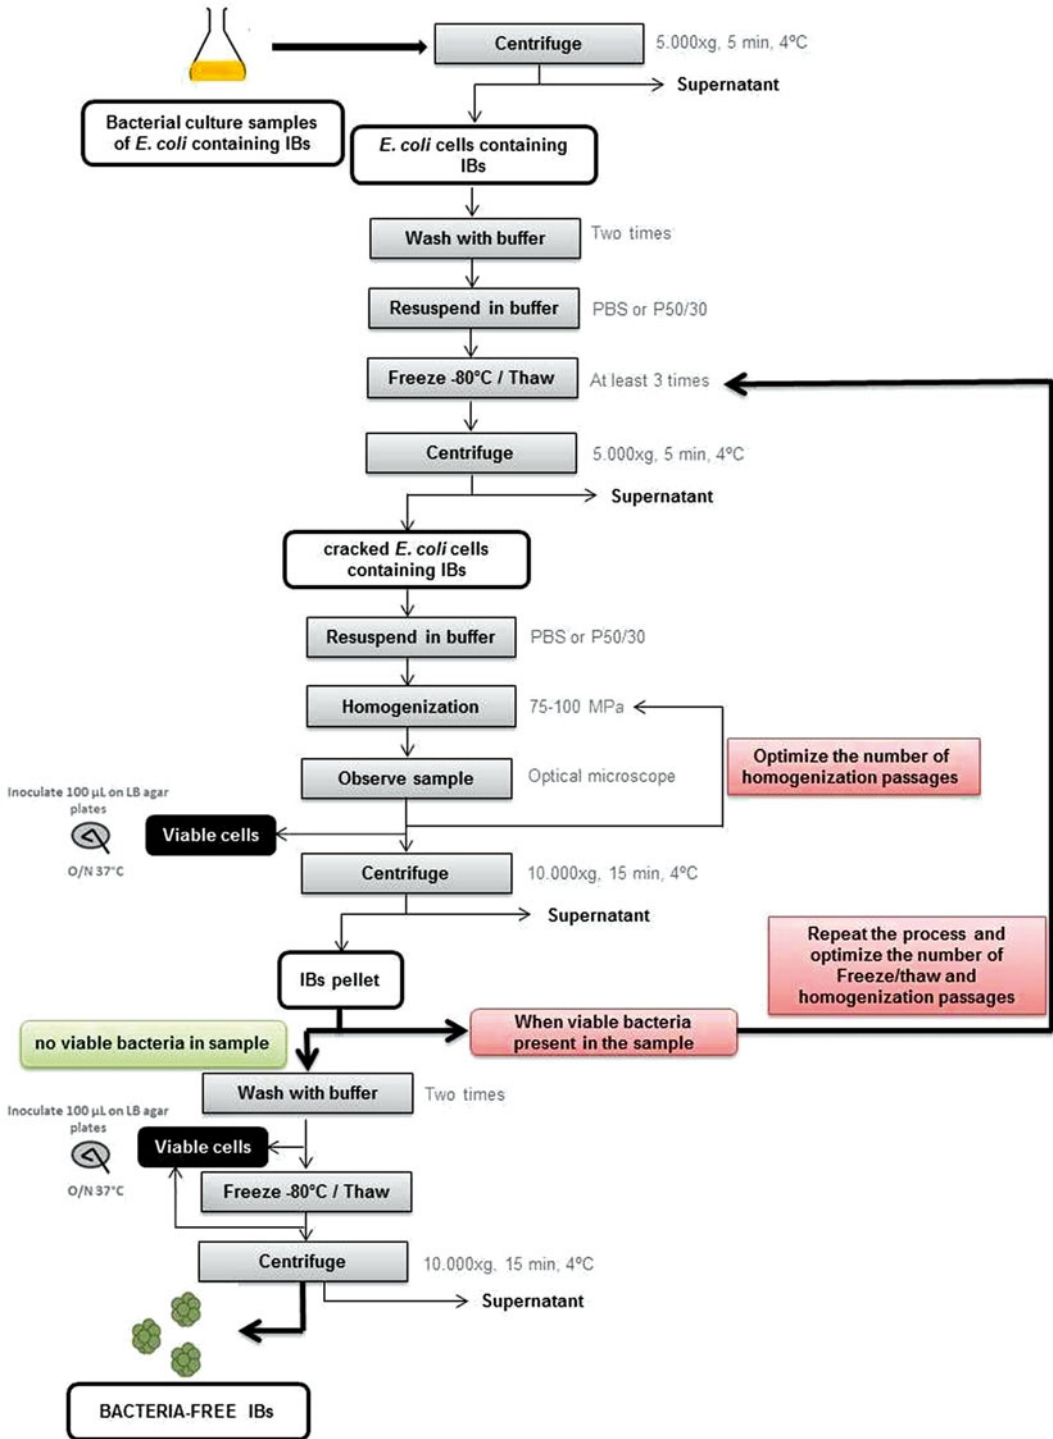 Centrifuge
5.000xg, 5 min, 4ºC
Supernatant
Bacterial culture samples
of E. coli containing IBs
E. coli cells containing
IBs
Wash with buffer
Two times
Resuspend in buffer
PBS or P50/30
Freeze -80°C / Thaw
At least 3 times
Centrifuge
5.000xg, 5 min, 4ºC
Supernatant
cracked E. coli cells
containing IBs
Resuspend in buffer
PBS or P50/30
Homogenization
75-100 MPa
Optimize the number of
homogenization passages
Observe sample
Optical microscope
Inoculate 100 µL on LB agar
plates
O/N 37°C
Viable cells
Centrifuge
10.000xg, 15 min, 4ºC
Supernatant
Repeat the process and
optimize the number of
Freeze/thaw and
homogenization passages
IBs pellet
no viable bacteria in sample
When viable bacteria
present in the sample
Wash with buffer
Two times
Inoculate 100 µL on LB agar
plates
O/N 37°C
Viable cells
Freeze -80°C / Thaw
Centrifuge
10.000xg, 15 min, 4ºC
Supernatant
BACTERIA-FREE IBs